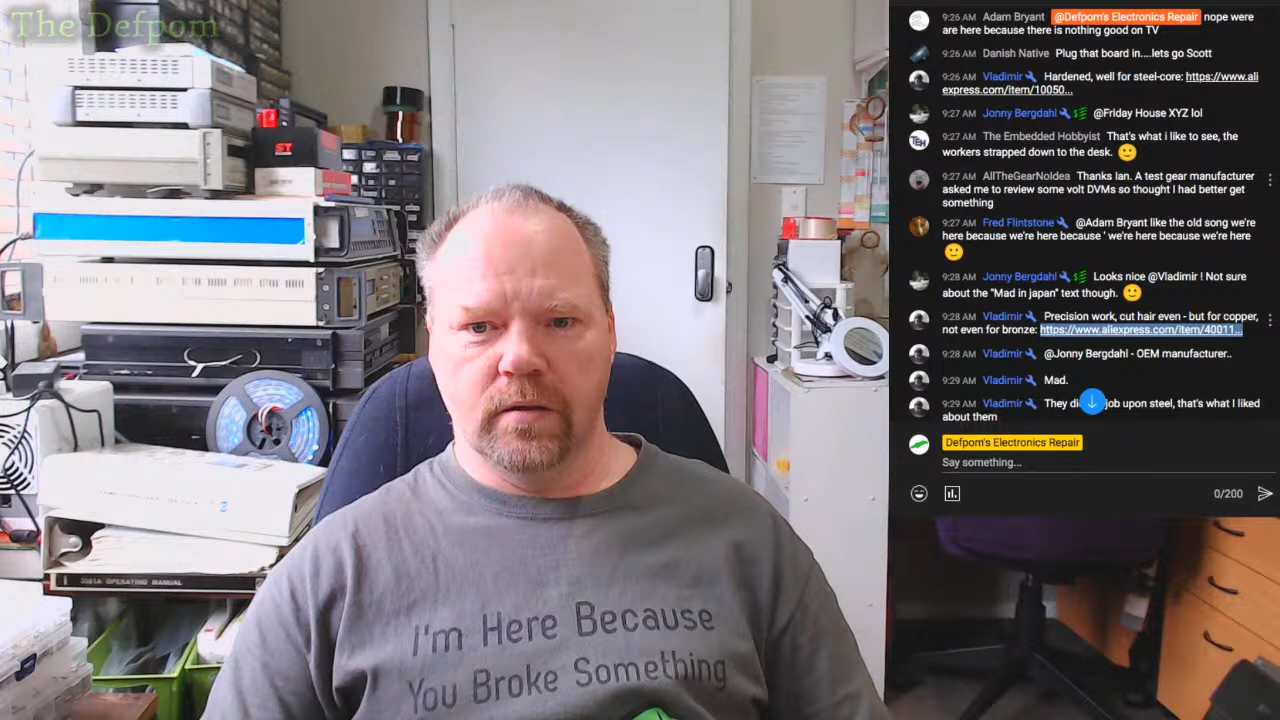 The Defpom
ST
3581A OPERATING MANUAL
I'm Here Because
You Broke Something
9:26 AM Adam Bryant @Defpom's Electronics Repair nope were
are here because there is nothing good on TV
9:26 AM Danish Native Plug that board in....lets go Scott
9:26 AM Vladimir Hardened, well for steel-core: https://www.ali
express.com/item/10050...
9:27 AM Jonny Bergdahl @Friday House XYZ lol
TEH
9:27 AM The Embedded Hobbyist That's what i like to see, the
workers strapped down to the desk.
9:27 AM AllTheGearNoIdea Thanks Ian. A test gear manufacturer
asked me to review some volt DVMs so thought I had better get
something
9:27 AM Fred Flintstone @Adam Bryant like the old song we're
here because we're here because ' we're here because we're here
9:28 AM Jonny Bergdahl Looks nice @Vladimir ! Not sure
about the "Mad in japan" text though.
9:28 AM Vladimir Precision work, cut hair even - but for copper,
not even for bronze: https://www.aliexpress.com/item/40011...
9:28 AM Vladimir @Jonny Bergdahl - OEM manufacturer..
9:29 AM Vladimir Mad.
9:29 AM Vladimir They job upon steel, that's what I liked
about them
Defpom's Electronics Repair
Say something...
0/200